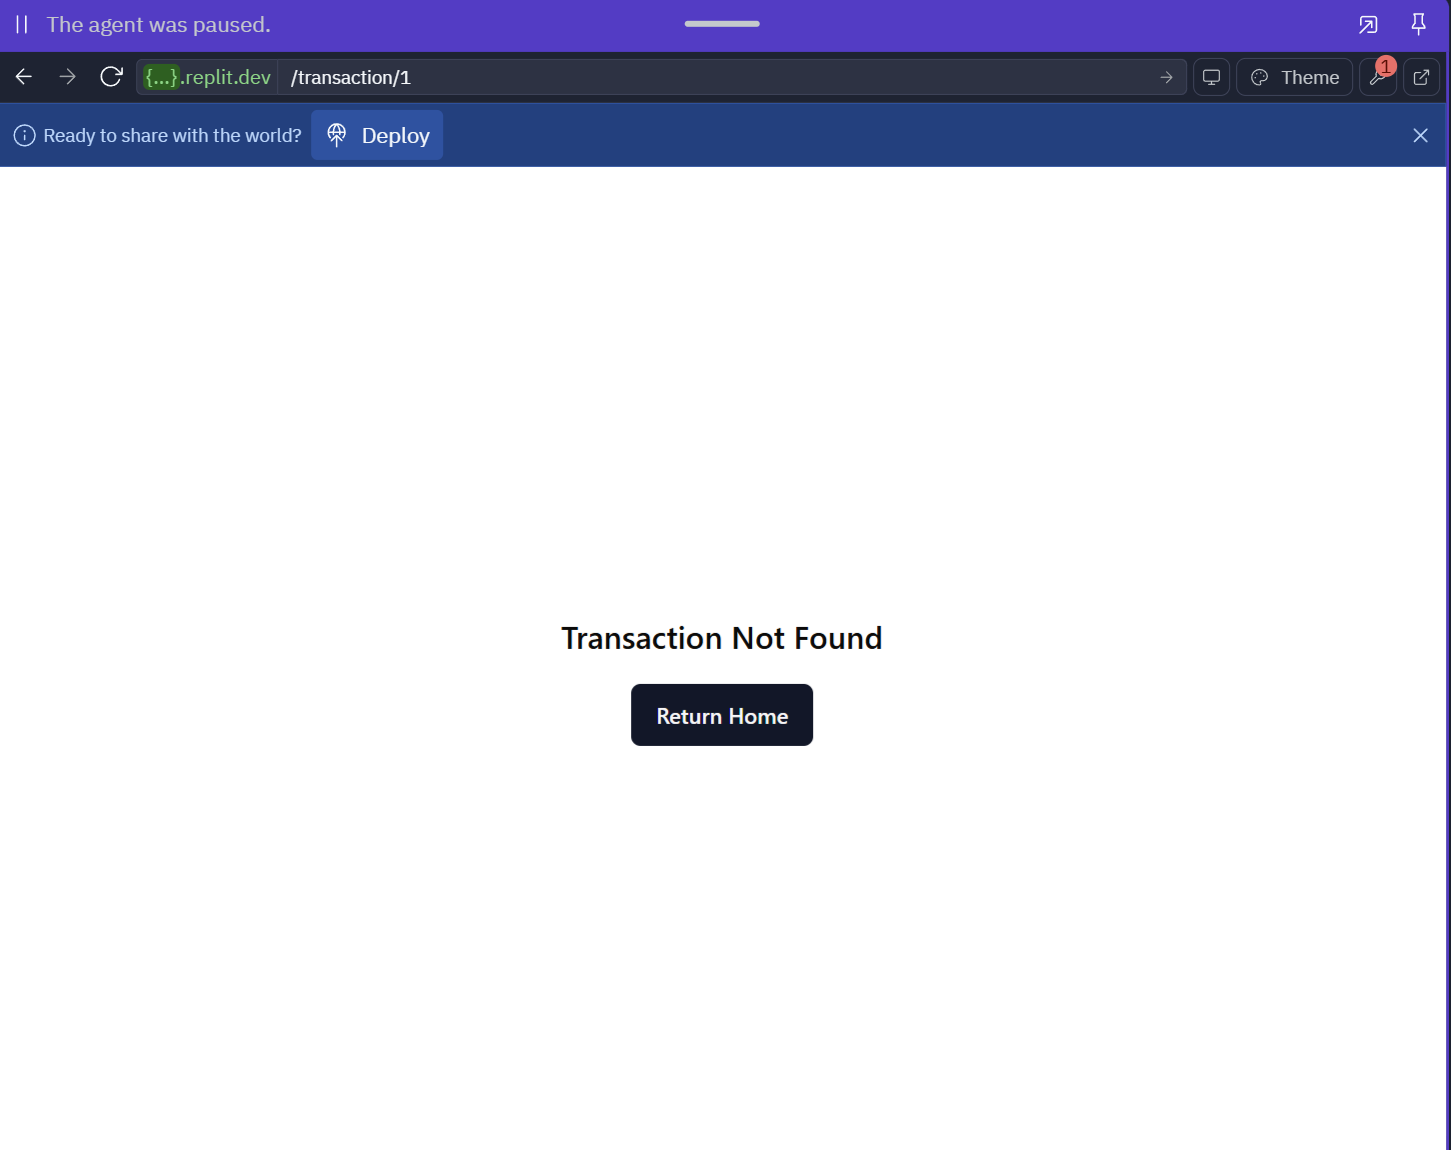 The agent was paused.
{...}.replit.dev /transaction/1
Theme
1
Ready to share with the world?
Deploy
Transaction Not Found
Return Home